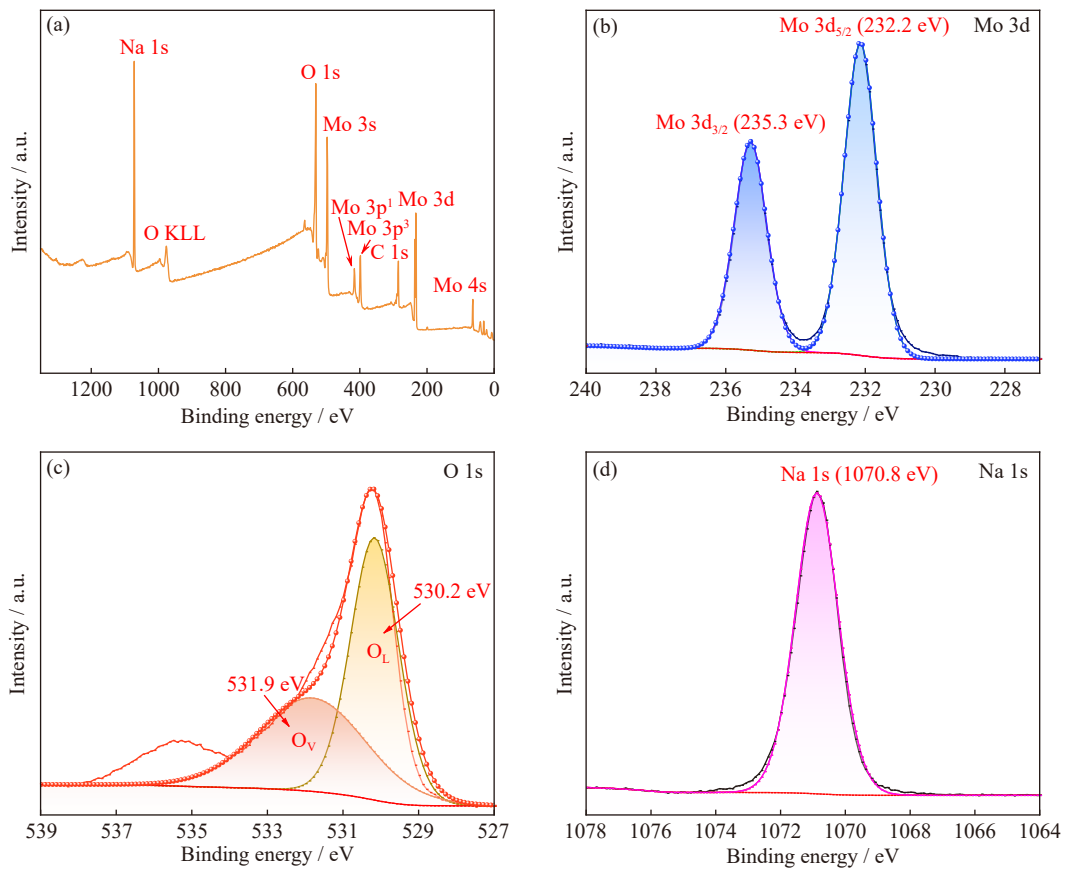 (a)
Na 1s
O 1s
Mo 3s
Mo 3p¹
Mo 3d
Mo 3p³
O KLL
C 1s
Mo 4s
Intensity / a.u.
1200 1000 800 600 400 200 0
Binding energy / eV
(b)
Mo 3d₅/₂ (232.2 eV)
Mo 3d
Mo 3d₃/₂ (235.3 eV)
Intensity / a.u.
240 238 236 234 232 230 228
Binding energy / eV
(c)
O 1s
530.2 eV
O_L
531.9 eV
O_V
Intensity / a.u.
539 537 535 533 531 529 527
Binding energy / eV
(d)
Na 1s (1070.8 eV)
Na 1s
Intensity / a.u.
1078 1076 1074 1072 1070 1068 1066 1064
Binding energy / eV